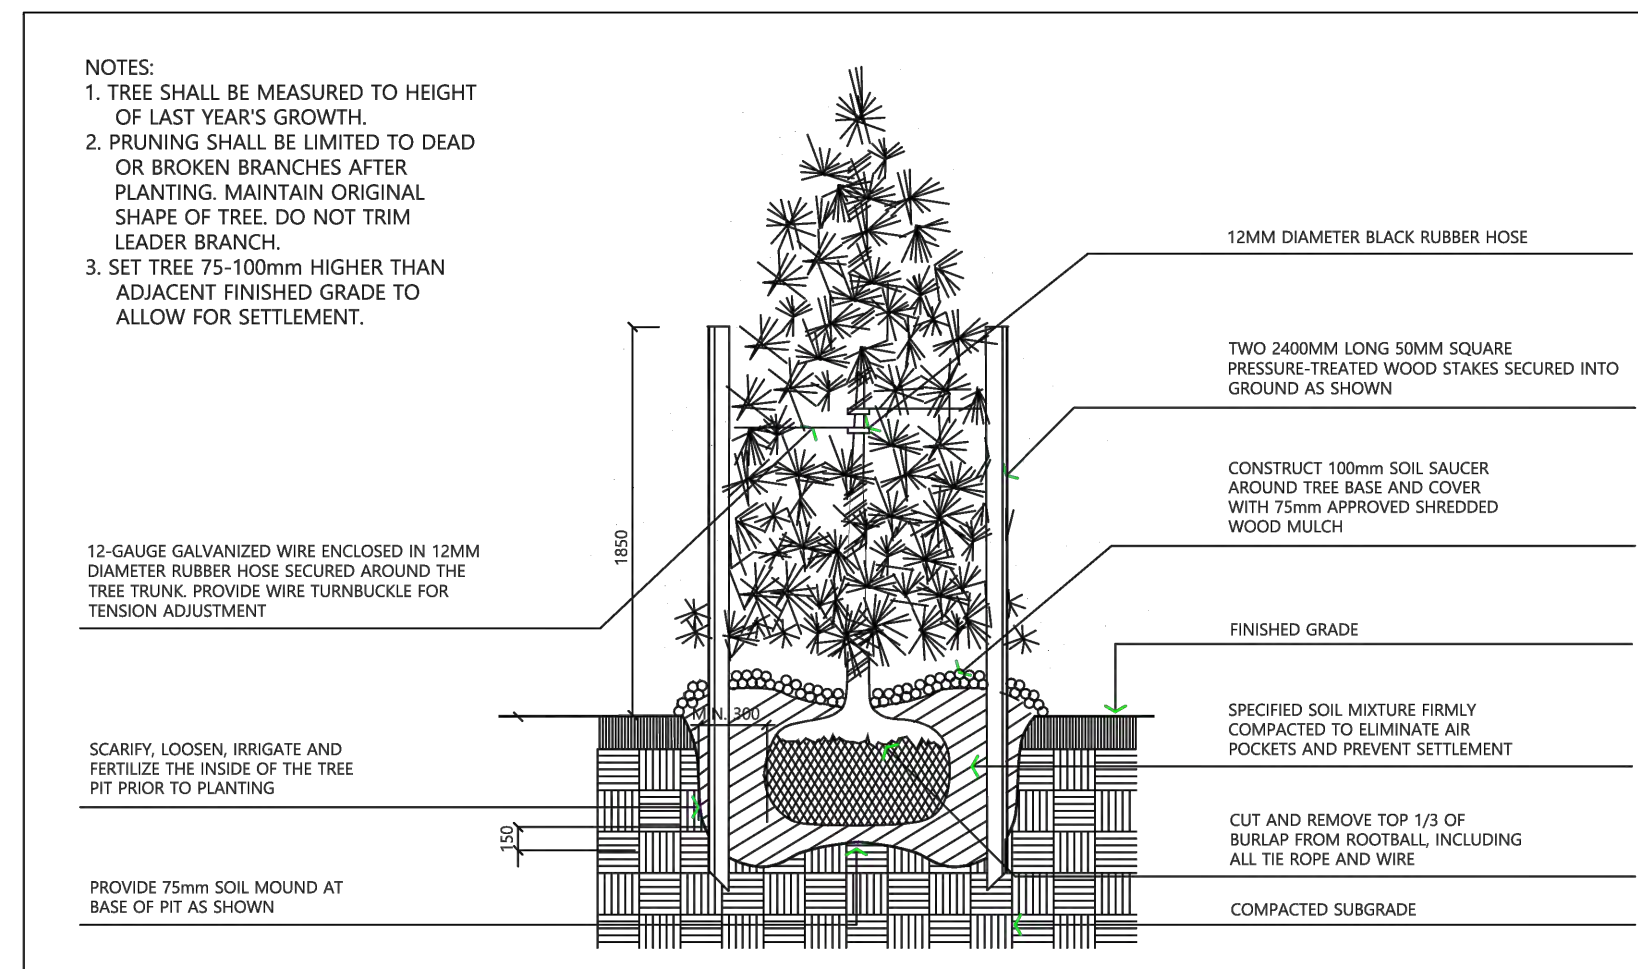 NOTES:
1. TREE SHALL BE MEASURED TO HEIGHT
OF LAST YEAR'S GROWTH.
2. PRUNING SHALL BE LIMITED TO DEAD
OR BROKEN BRANCHES AFTER
PLANTING. MAINTAIN ORIGINAL
SHAPE OF TREE. DO NOT TRIM
LEADER BRANCH.
3. SET TREE 75-100mm HIGHER THAN
ADJACENT FINISHED GRADE TO
ALLOW FOR SETTLEMENT.
12-GAUGE GALVANIZED WIRE ENCLOSED IN 12MM
DIAMETER RUBBER HOSE SECURED AROUND THE
TREE TRUNK. PROVIDE WIRE TURNBUCKLE FOR
TENSION ADJUSTMENT
SCARIFY, LOOSEN, IRRIGATE AND
FERTILIZE THE INSIDE OF THE TREE
PIT PRIOR TO PLANTING
PROVIDE 75mm SOIL MOUND AT
BASE OF PIT AS SHOWN
1850
150
MIN. 300
12MM DIAMETER BLACK RUBBER HOSE
TWO 2400MM LONG 50MM SQUARE
PRESSURE-TREATED WOOD STAKES SECURED INTO
GROUND AS SHOWN
CONSTRUCT 100mm SOIL SAUCER
AROUND TREE BASE AND COVER
WITH 75mm APPROVED SHREDDED
WOOD MULCH
FINISHED GRADE
SPECIFIED SOIL MIXTURE FIRMLY
COMPACTED TO ELIMINATE AIR
POCKETS AND PREVENT SETTLEMENT
CUT AND REMOVE TOP 1/3 OF
BURLAP FROM ROOTBALL, INCLUDING
ALL TIE ROPE AND WIRE
COMPACTED SUBGRADE